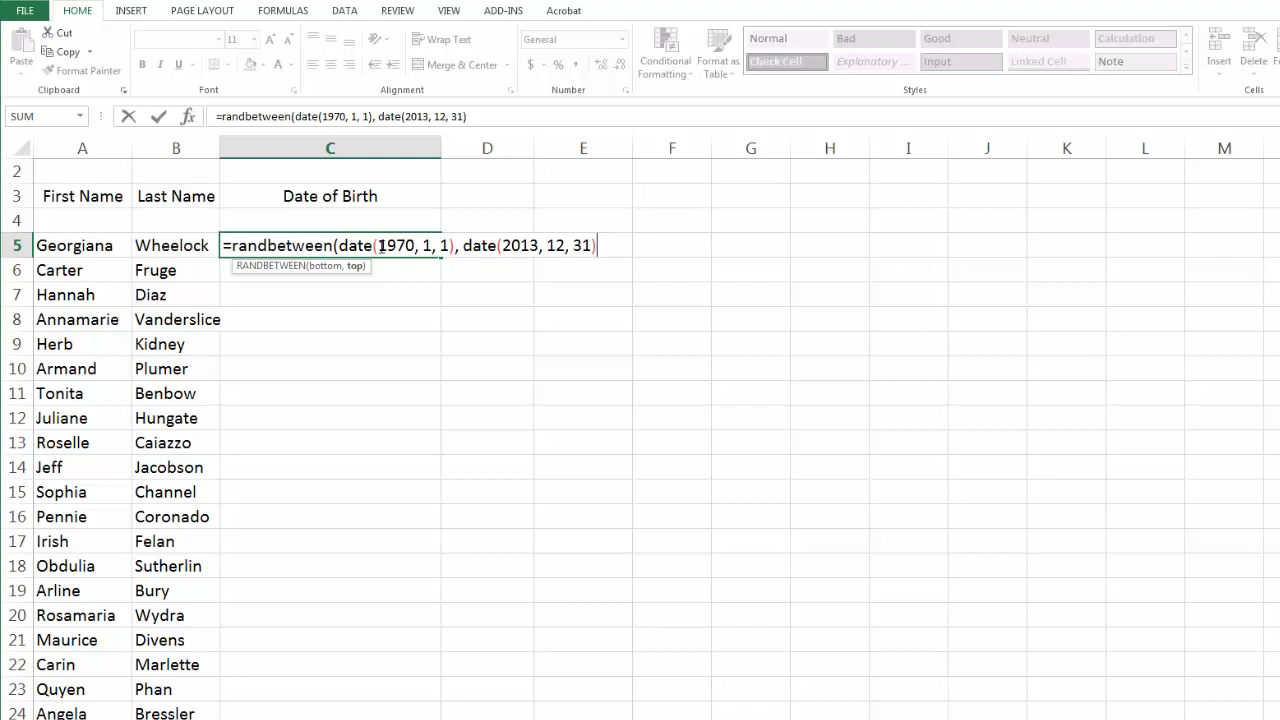 FILE HOME INSERT PAGE LAYOUT FORMULAS DATA REVIEW VIEW ADD-INS Acrobat
Paste
Cut
Copy
Format Painter
Clipboard
11 A A
B I U A
Font
Wrap Text
Merge & Center
Alignment
General
$ % ,
Number
Conditional
Formatting
Format as
Table
Normal Bad Good Neutral Calculation
Check Cell Explanatory ... Input Linked Cell Note
Styles
Insert Delete
Cells
SUM fx =randbetween(date(1970, 1, 1), date(2013, 12, 31)
A B C D E F G H I J K L M
2
3 First Name Last Name Date of Birth
4
5 Georgiana Wheelock =randbetween(date(1970, 1, 1), date(2013, 12, 31)
RANDBETWEEN(bottom, top)
6 Carter Fruge
7 Hannah Diaz
8 Annamarie Vanderslice
9 Herb Kidney
10 Armand Plumer
11 Tonita Benbow
12 Juliane Hungate
13 Roselle Caiazzo
14 Jeff Jacobson
15 Sophia Channel
16 Pennie Coronado
17 Irish Felan
18 Obdulia Sutherlin
19 Arline Bury
20 Rosamaria Wydra
21 Maurice Divens
22 Carin Marlette
23 Quyen Phan
24 Angela Bressler